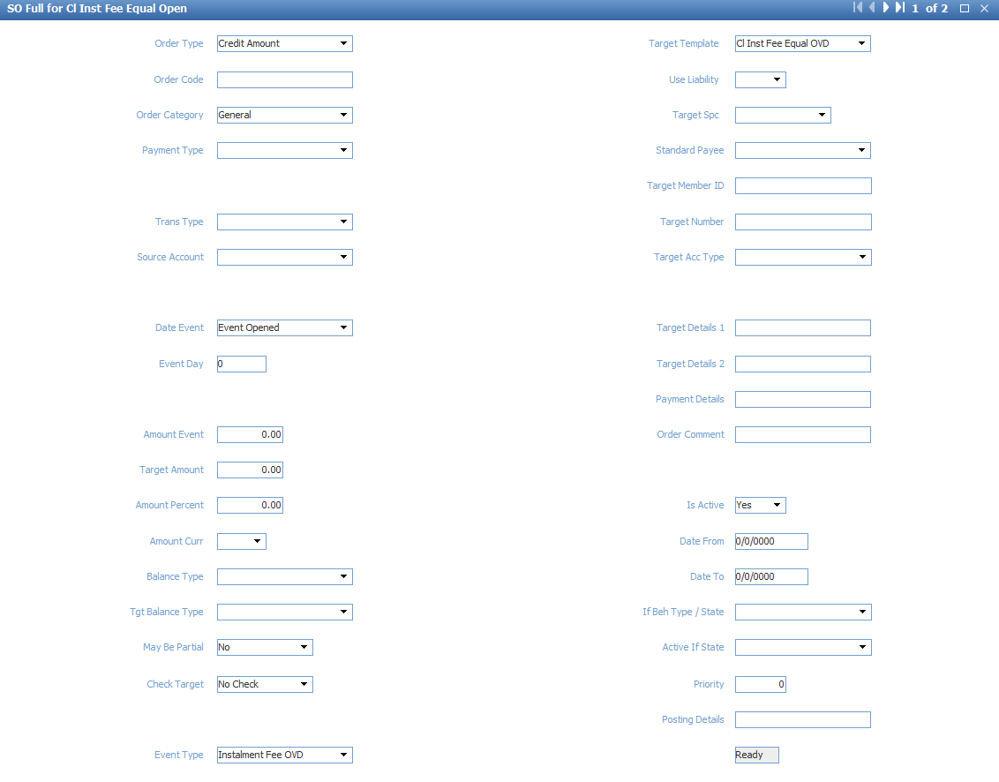 SO Full for Cl Inst Fee Equal Open 1 of 2
Order Type Credit Amount Target Template Cl Inst Fee Equal OVD
Order Code Use Liability
Order Category General Target Spc
Payment Type Standard Payee
Target Member ID
Trans Type Target Number
Source Account Target Acc Type
Date Event Event Opened Target Details 1
Event Day 0 Target Details 2
Payment Details
Amount Event 0.00 Order Comment
Target Amount 0.00
Amount Percent 0.00 Is Active Yes
Amount Curr Date From 0/0/0000
Balance Type Date To 0/0/0000
Tgt Balance Type If Beh Type / State
May Be Partial No Active If State
Check Target No Check Priority 0
Posting Details
Event Type Instalment Fee OVD Ready